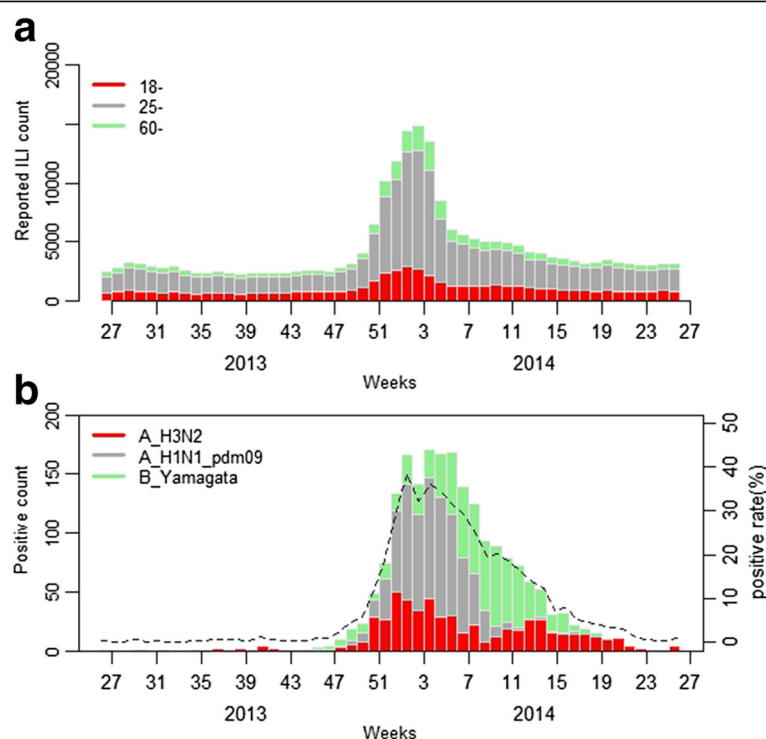 a
Reported ILI count
20000
10000
5000
0
18-
25-
60-
27 31 35 39 43 47 51 3 7 11 15 19 23 27
2013 2014
Weeks
b
Positive count
200
150
100
50
0
A_H3N2
A_H1N1_pdm09
B_Yamagata
50
40
30
20
10
0
positive rate(%)
27 31 35 39 43 47 51 3 7 11 15 19 23 27
2013 2014
Weeks